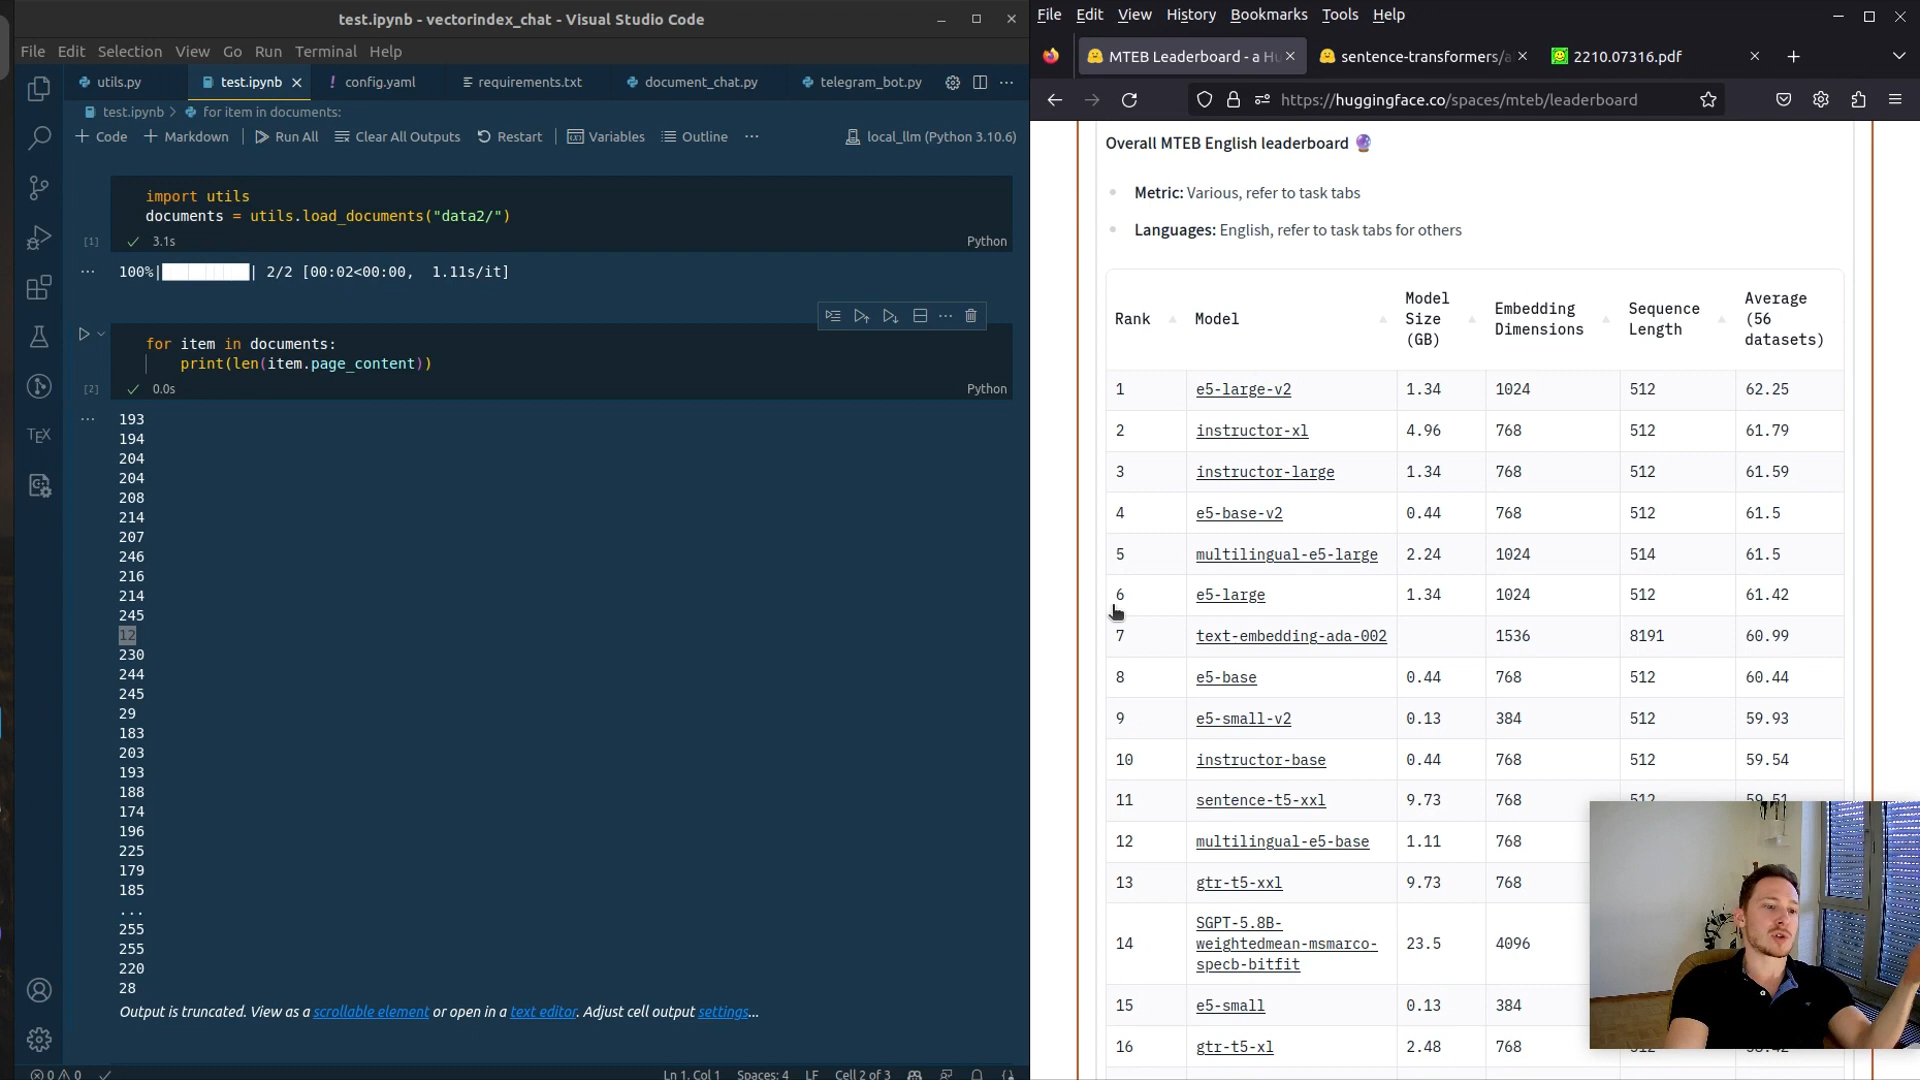 test.ipynb - vectorindex_chat - Visual Studio Code
File Edit Selection View Go Run Terminal Help
utils.py test.ipynb config.yaml requirements.txt document_chat.py telegram_bot.py
test.ipynb > for item in documents:
Code Markdown Run All Clear All Outputs Restart Variables Outline ... local_llm (Python 3.10.6)
import utils
documents = utils.load_documents("data2/")
[1] 3.1s Python
100%| | 2/2 [00:02<00:00, 1.11s/it]
for item in documents:
print(len(item.page_content))
[2] 0.0s Python
193
194
204
204
208
214
207
246
216
214
245
12
230
244
245
29
183
203
193
188
174
196
225
179
185
...
255
255
220
28
Output is truncated. View as a scrollable element or open in a text editor. Adjust cell output settings...
TEX
0 0 Ln 1, Col 1 Spaces: 4 LF Cell 2 of 3
File Edit View History Bookmarks Tools Help
MTEB Leaderboard - a Hu sentence-transformers/a 2210.07316.pdf
https://huggingface.co/spaces/mteb/leaderboard
Overall MTEB English leaderboard 🔮
Metric: Various, refer to task tabs
Languages: English, refer to task tabs for others
Rank Model Model Size (GB) Embedding Dimensions Sequence Length Average (56 datasets)
1 e5-large-v2 1.34 1024 512 62.25
2 instructor-xl 4.96 768 512 61.79
3 instructor-large 1.34 768 512 61.59
4 e5-base-v2 0.44 768 512 61.5
5 multilingual-e5-large 2.24 1024 514 61.5
6 e5-large 1.34 1024 512 61.42
7 text-embedding-ada-002 1536 8191 60.99
8 e5-base 0.44 768 512 60.44
9 e5-small-v2 0.13 384 512 59.93
10 instructor-base 0.44 768 512 59.54
11 sentence-t5-xxl 9.73 768 512 59.51
12 multilingual-e5-base 1.11 768
13 gtr-t5-xxl 9.73 768
14 SGPT-5.8B-weightedmean-msmarco-specb-bitfit 23.5 4096
15 e5-small 0.13 384
16 gtr-t5-xl 2.48 768